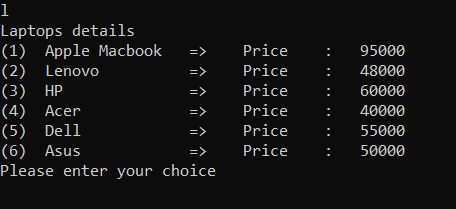 l
Laptops details
(1)  Apple Macbook   =>    Price    :   95000
(2)  Lenovo          =>    Price    :   48000
(3)  HP              =>    Price    :   60000
(4)  Acer            =>    Price    :   40000
(5)  Dell            =>    Price    :   55000
(6)  Asus            =>    Price    :   50000
Please enter your choice